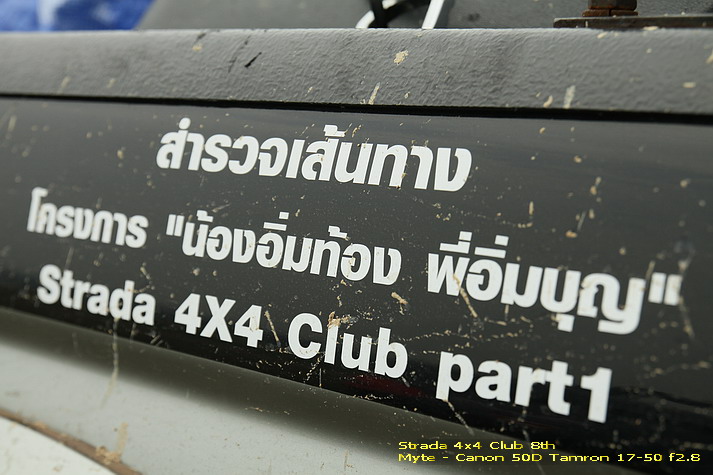 สำรวจเส้นทาง
โครงการ "น้องอิ่มท้อง พี่อิ่มบุญ"
Strada 4X4 Club part1
Strada 4x4 Club 8th
Myte - Canon 50D Tamron 17-50 f2.8